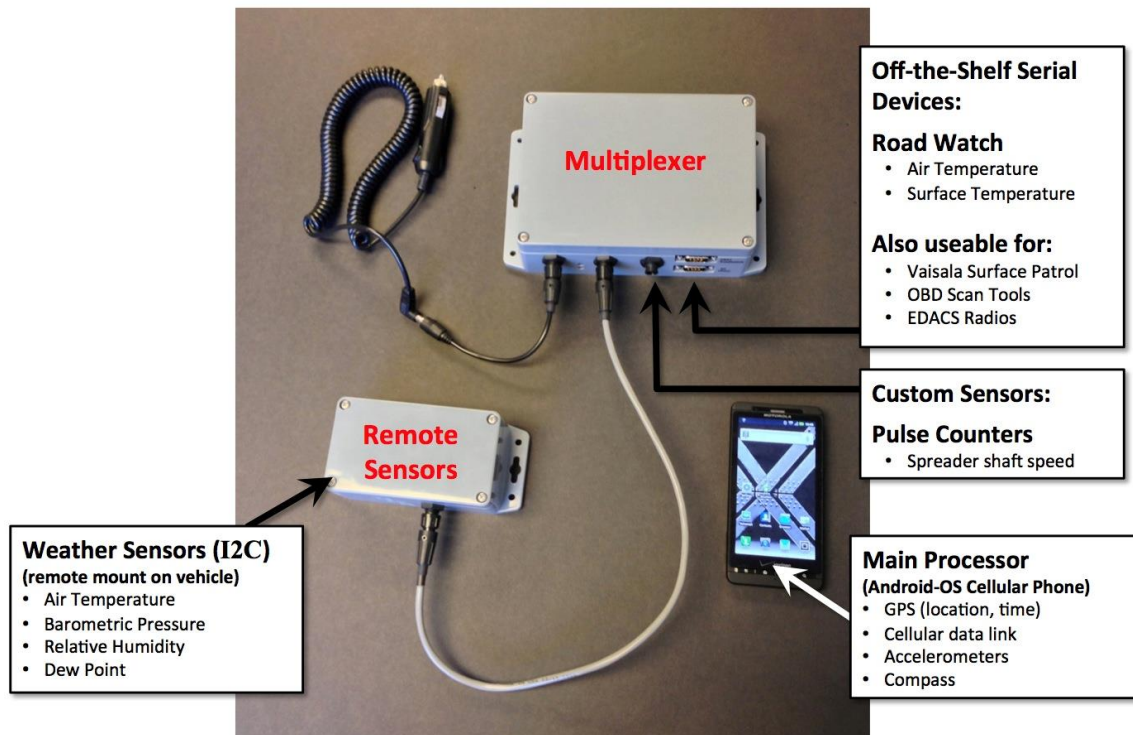 Multiplexer
Remote
Sensors
Off-the-Shelf Serial
Devices:
Road Watch
• Air Temperature
• Surface Temperature
Also useable for:
• Vaisala Surface Patrol
• OBD Scan Tools
• EDACS Radios
Custom Sensors:
Pulse Counters
• Spreader shaft speed
MOTOROLA
Weather Sensors (I2C)
(remote mount on vehicle)
• Air Temperature
• Barometric Pressure
• Relative Humidity
• Dew Point
Main Processor
(Android-OS Cellular Phone)
• GPS (location, time)
• Cellular data link
• Accelerometers
• Compass